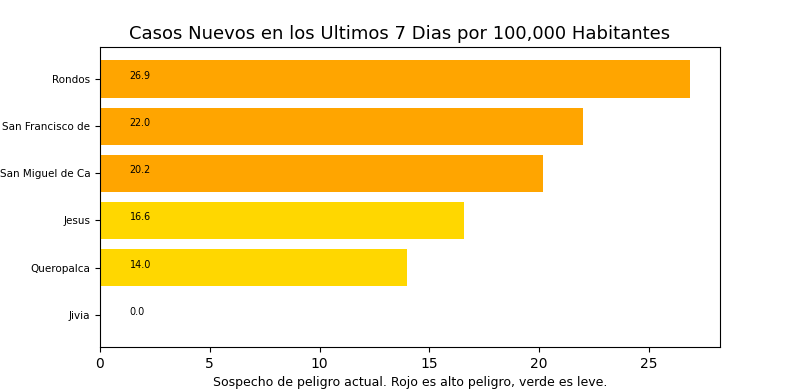 Casos Nuevos en los Ultimos 7 Dias por 100,000 Habitantes
Rondos 26.9
San Francisco de 22.0
San Miguel de Ca 20.2
Jesus 16.6
Queropalca 14.0
Jivia 0.0
0 5 10 15 20 25
Sospecho de peligro actual. Rojo es alto peligro, verde es leve.